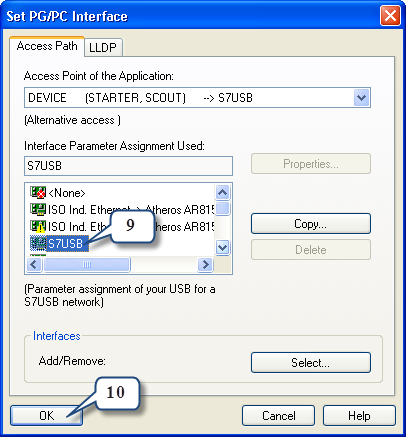 Set PG/PC Interface
Access Path LLDP
Access Point of the Application:
DEVICE (STARTER, SCOUT) --> S7USB
(Alternative access )
Interface Parameter Assignment Used:
S7USB
Properties...
<None>
ISO Ind. Ethernet -> Atheros AR815
ISO Ind. Ethernet -> Atheros AR815
S7USB
9
Copy...
Delete
(Parameter assignment of your USB for a
S7USB network)
Interfaces
Add/Remove:
Select...
10
OK
Cancel
Help